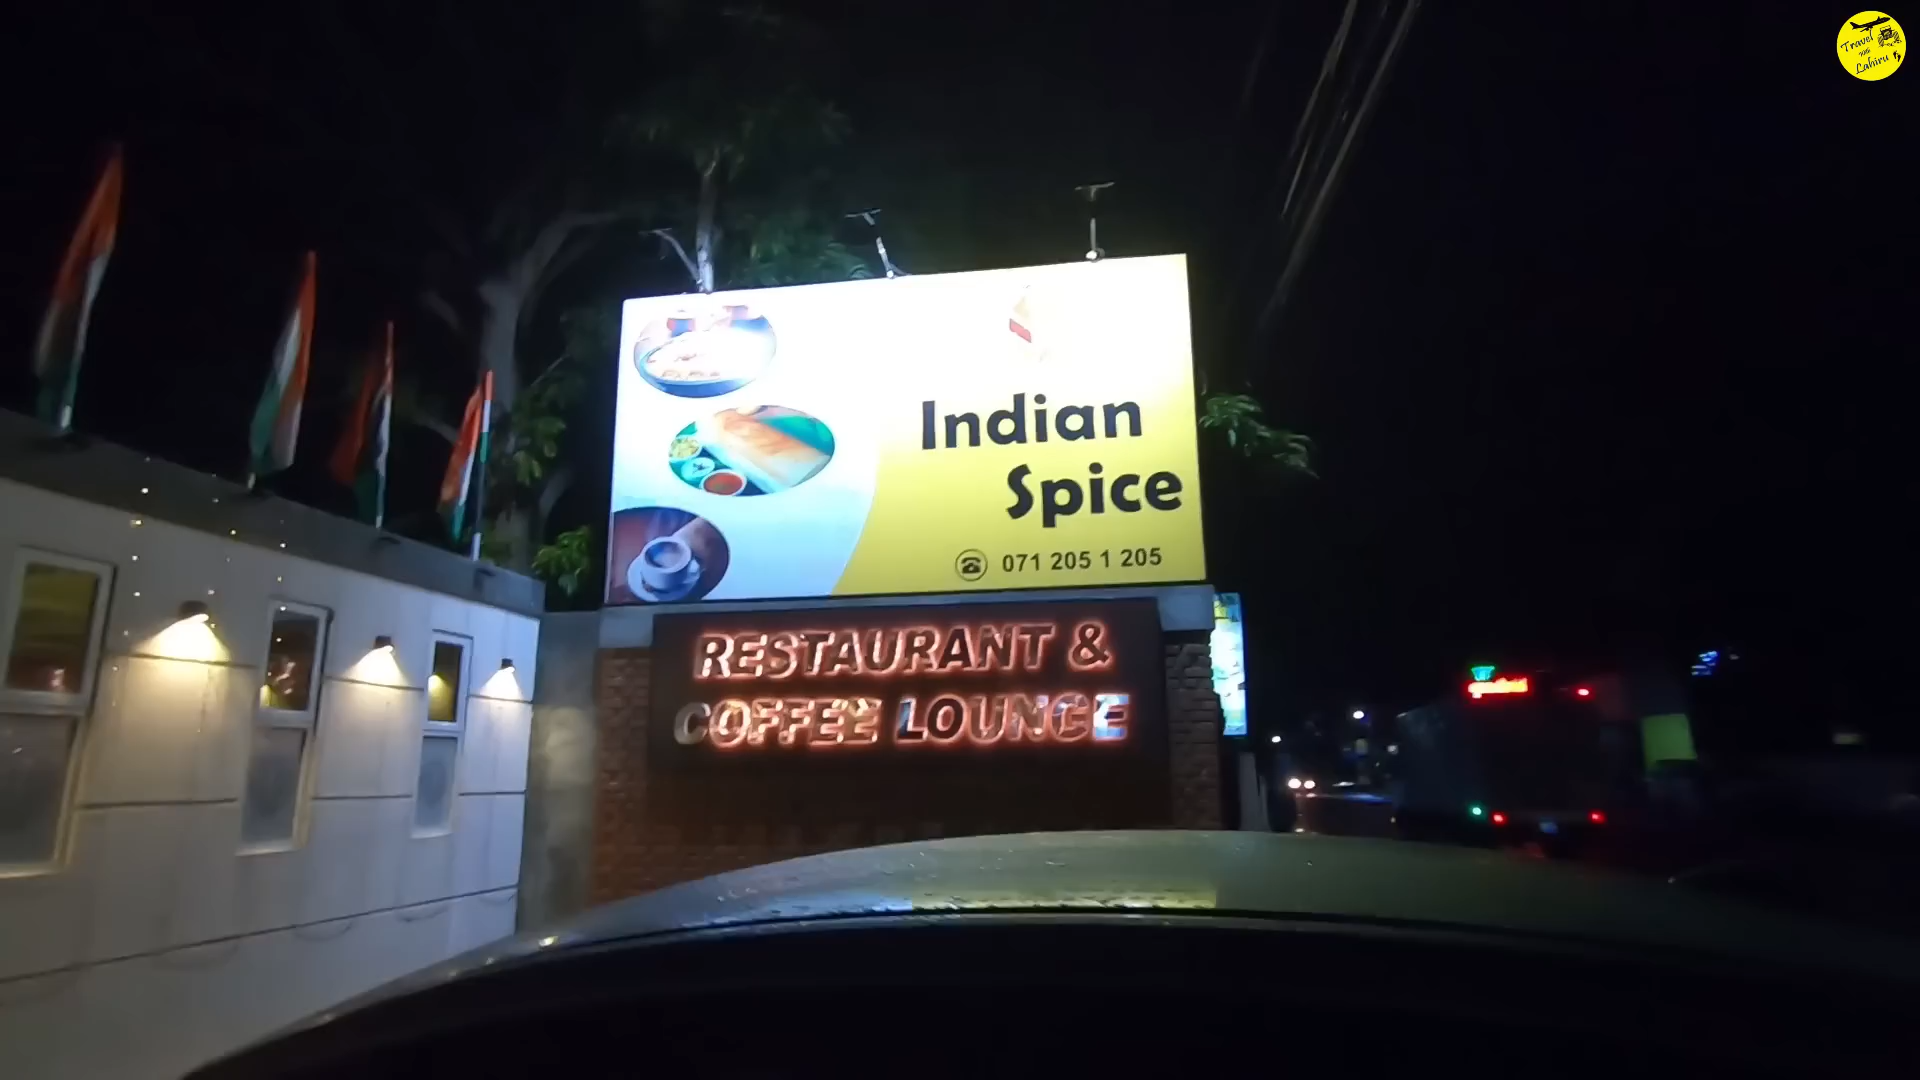 Travel
with
Lahiru
Indian
Spice
071 205 1 205
RESTAURANT &
COFFEE LOUNGE